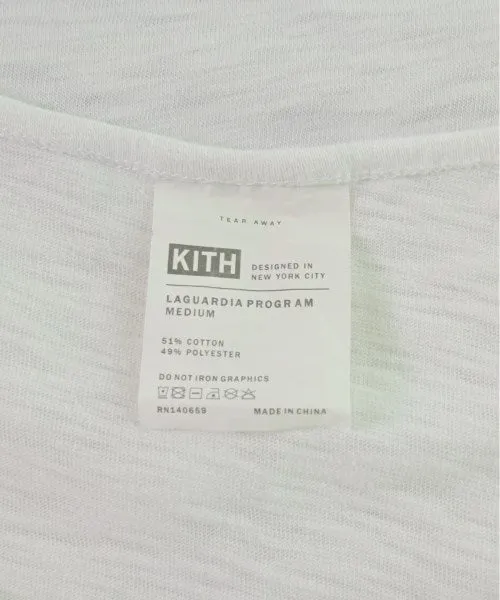 TEAR AWAY
KITH
DESIGNED IN
NEW YORK CITY
LAGUARDIA PROGRAM
MEDIUM
51% COTTON
49% POLYESTER
DO NOT IRON GRAPHICS
RN140659
MADE IN CHINA